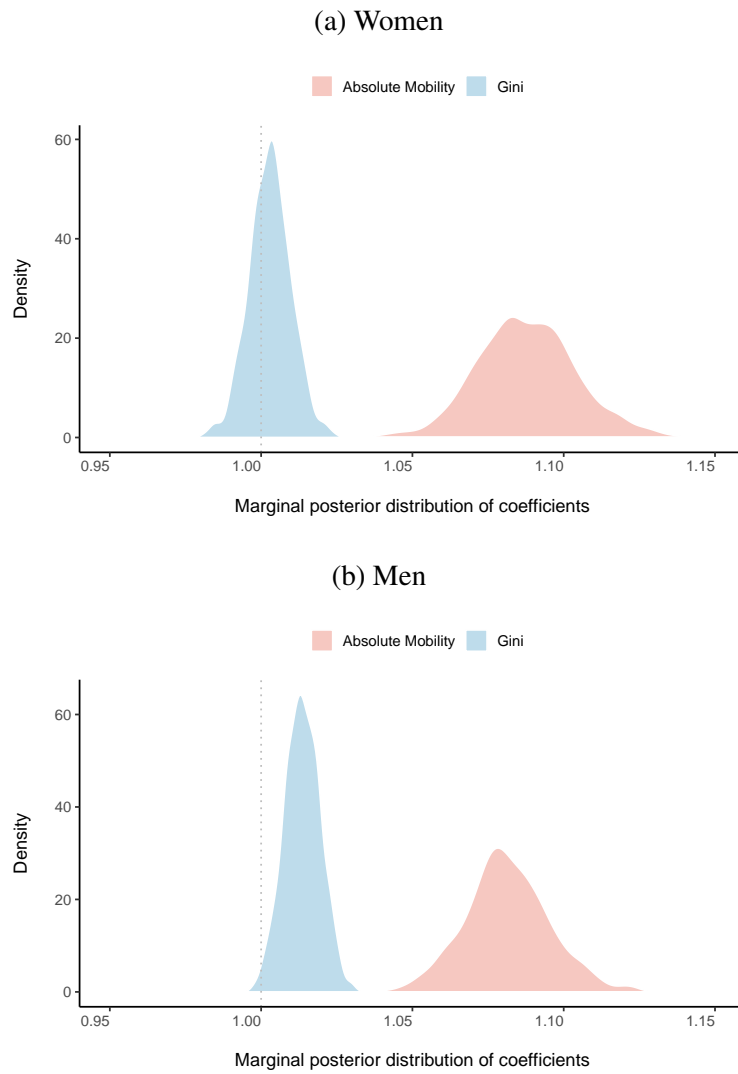 (a) Women
Absolute Mobility Gini
60
40
20
0
Density
0.95 1.00 1.05 1.10 1.15
Marginal posterior distribution of coefficients
(b) Men
Absolute Mobility Gini
60
40
20
0
Density
0.95 1.00 1.05 1.10 1.15
Marginal posterior distribution of coefficients